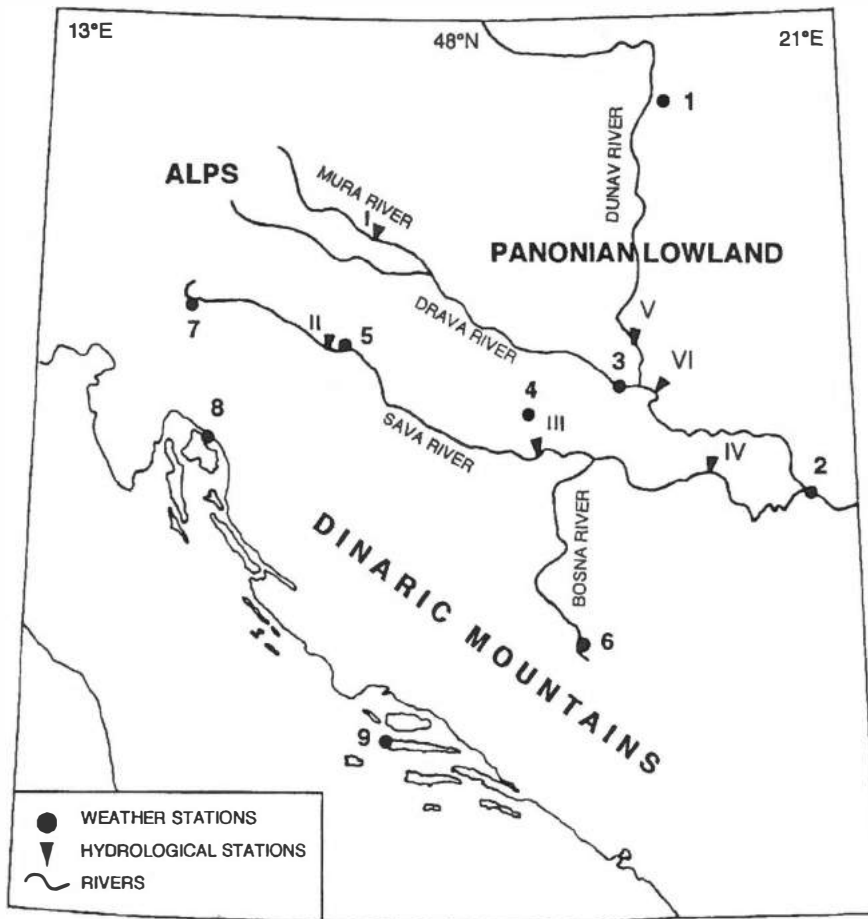 13°E
48°N
21°E
1
ALPS
MURA RIVER
DUNAV RIVER
I
PANONIAN LOWLAND
7
II
5
DRAVA RIVER
V
3
VI
8
4
III
SAVA RIVER
IV
2
DINARIC MOUNTAINS
BOSNA RIVER
6
9
WEATHER STATIONS
HYDROLOGICAL STATIONS
RIVERS